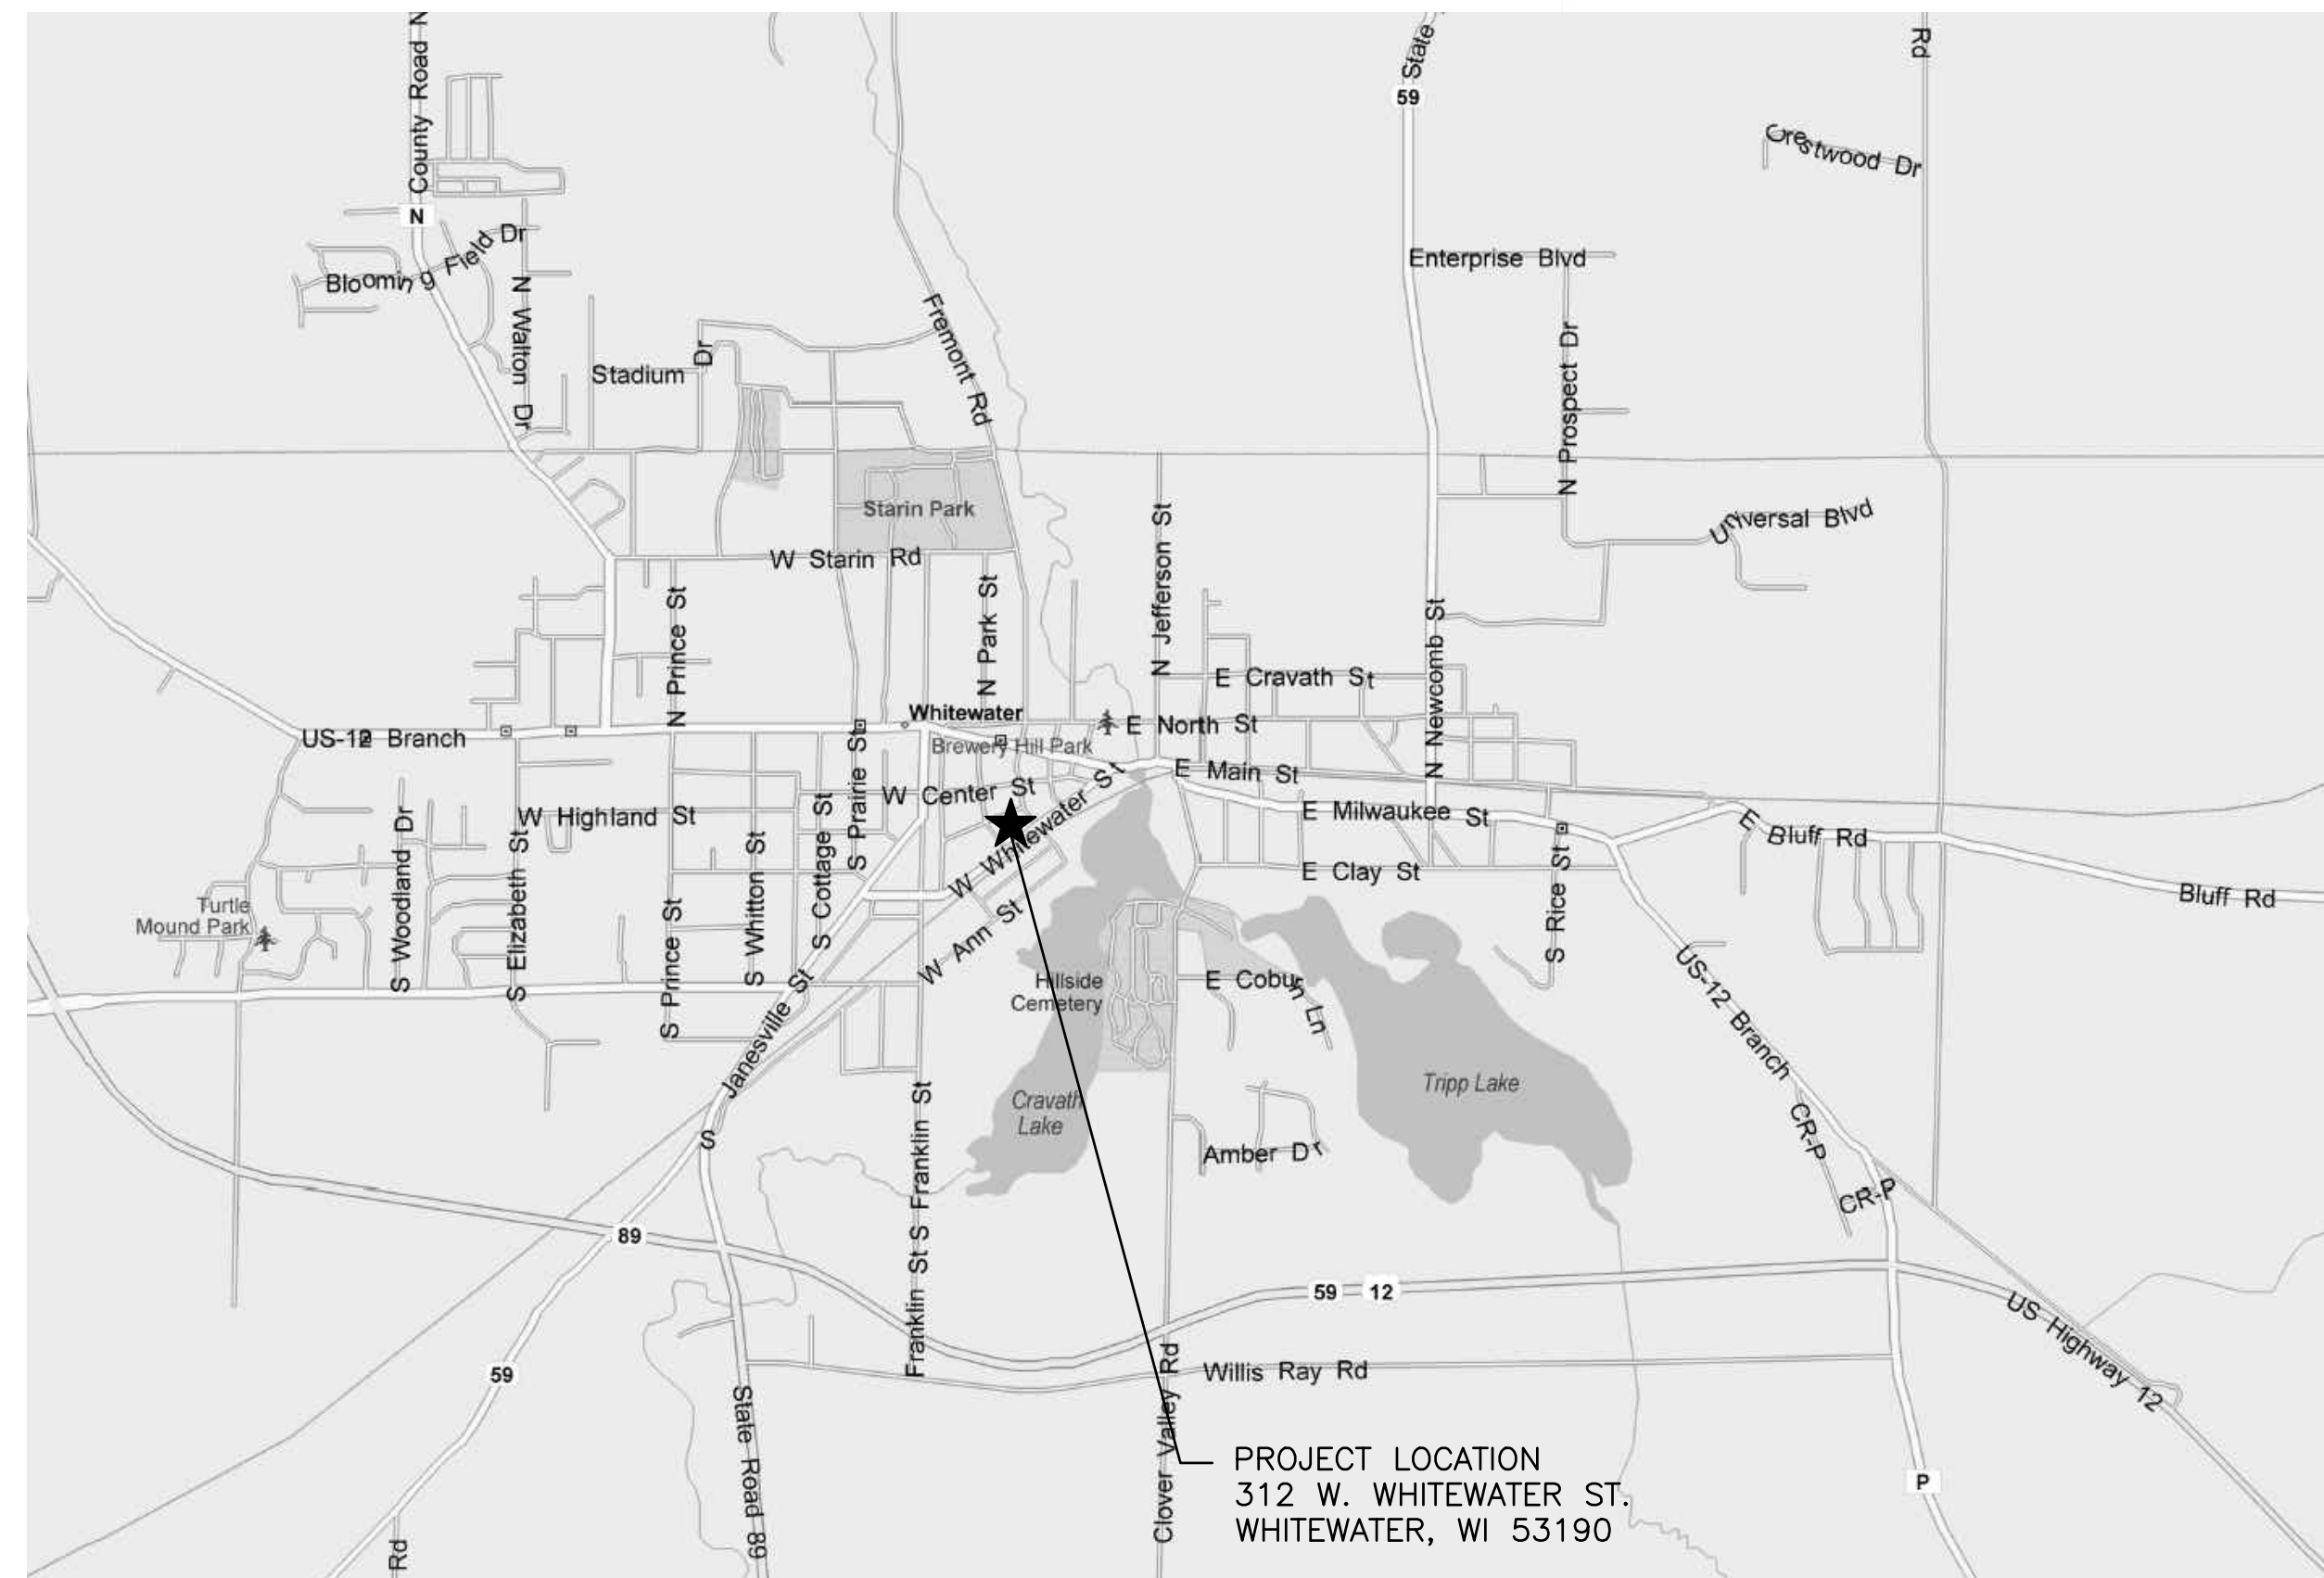 County Road N
State
59
Rd
Crestwood Dr
N
Blooming Field Dr
Enterprise Blvd
N Walton Dr
Fremont Rd
N Prospect Dr
Stadium Dr
Starin Park
Universal Blvd
W Starin Rd
N Jefferson St
N Park St
N Prince St
N Newcomb St
E Cravath St
Whitewater
US-12 Branch
E North St
Brewery Hill Park
E Main St
W Center St
E Milwaukee St
W Highland St
S Prairie St
W Whitewater St
E Bluff Rd
S Woodland Dr
S Elizabeth St
S Whitton St
S Cottage St
E Clay St
Bluff Rd
Turtle
Mound Park
S Prince St
W Ann St
S Rice St
Hillside
Cemetery
E Coburn Ln
US-12 Branch
Janesville St
Cravath
Lake
Tripp Lake
S
S Franklin St
Amber Dr
CR-P
CR-P
89
Franklin St
59
12
US Highway 12
59
Willis Ray Rd
State Road 89
Clover Valley Rd
P
Rd
PROJECT LOCATION
312 W. WHITEWATER ST.
WHITEWATER, WI 53190